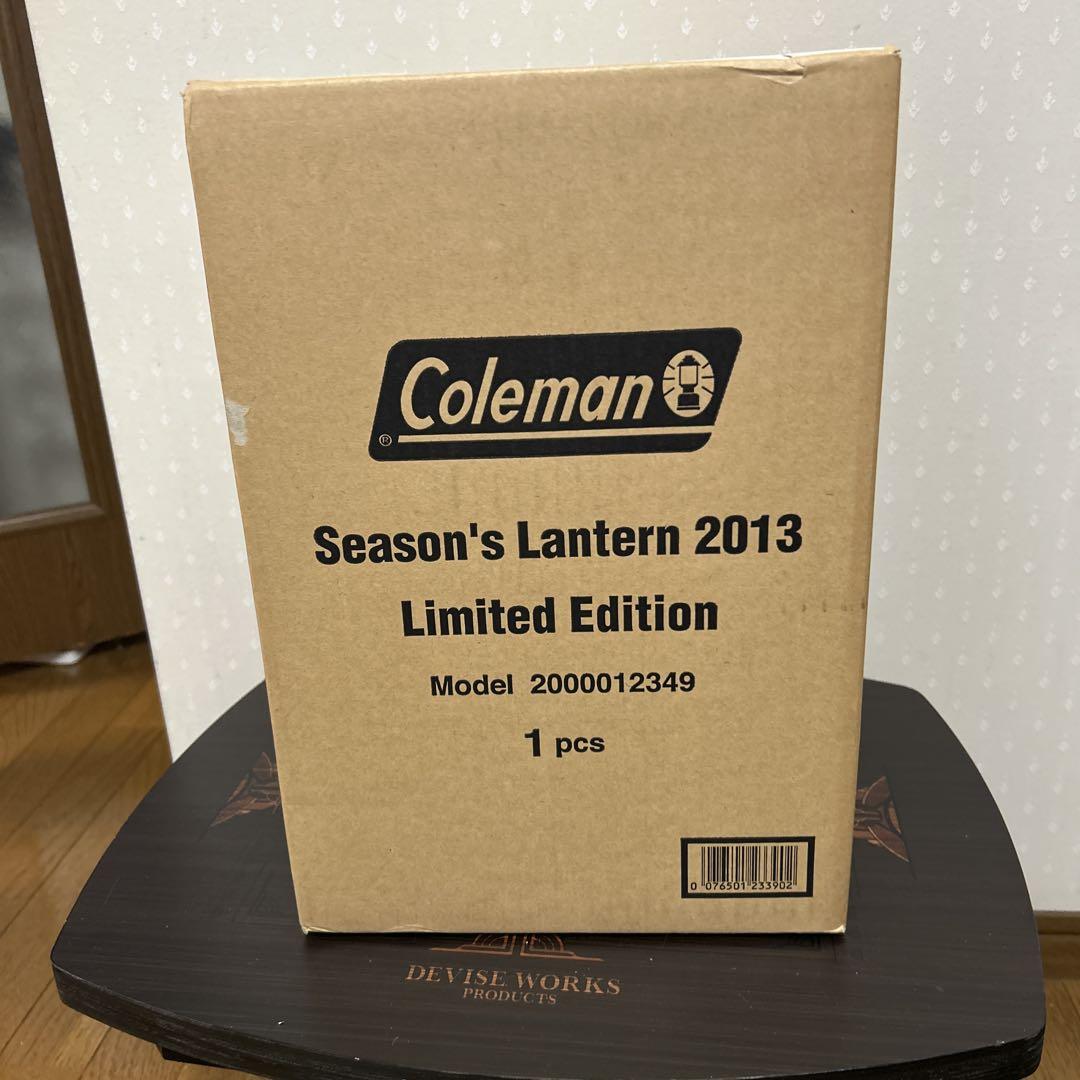 Coleman
®
Season's Lantern 2013
Limited Edition
Model 2000012349
1 pcs
0 076501 233902
DEVISE WORKS
PRODUCTS